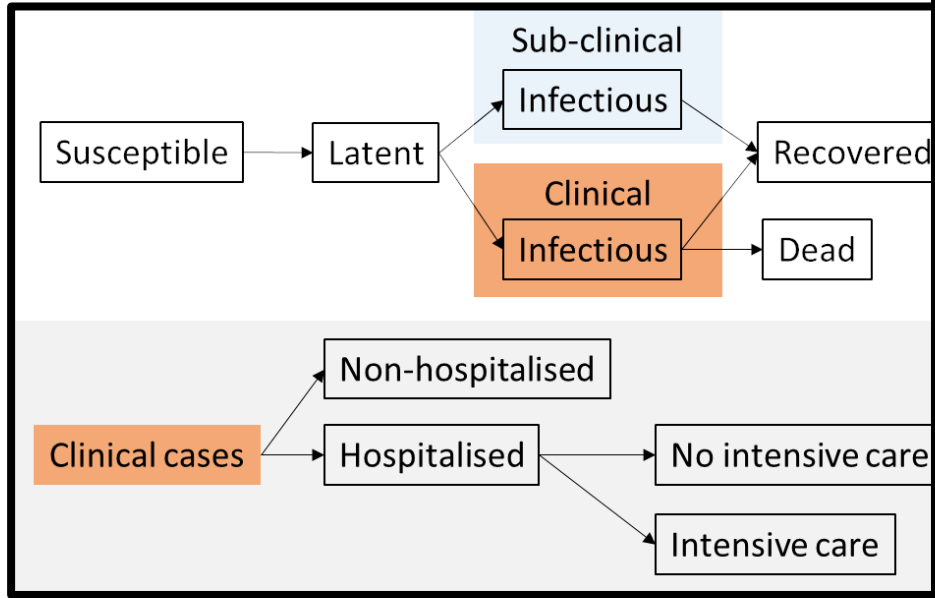 Sub-clinical
Infectious
Susceptible
Latent
Recovered
Clinical
Infectious
Dead
Non-hospitalised
Clinical cases
Hospitalised
No intensive care
Intensive care